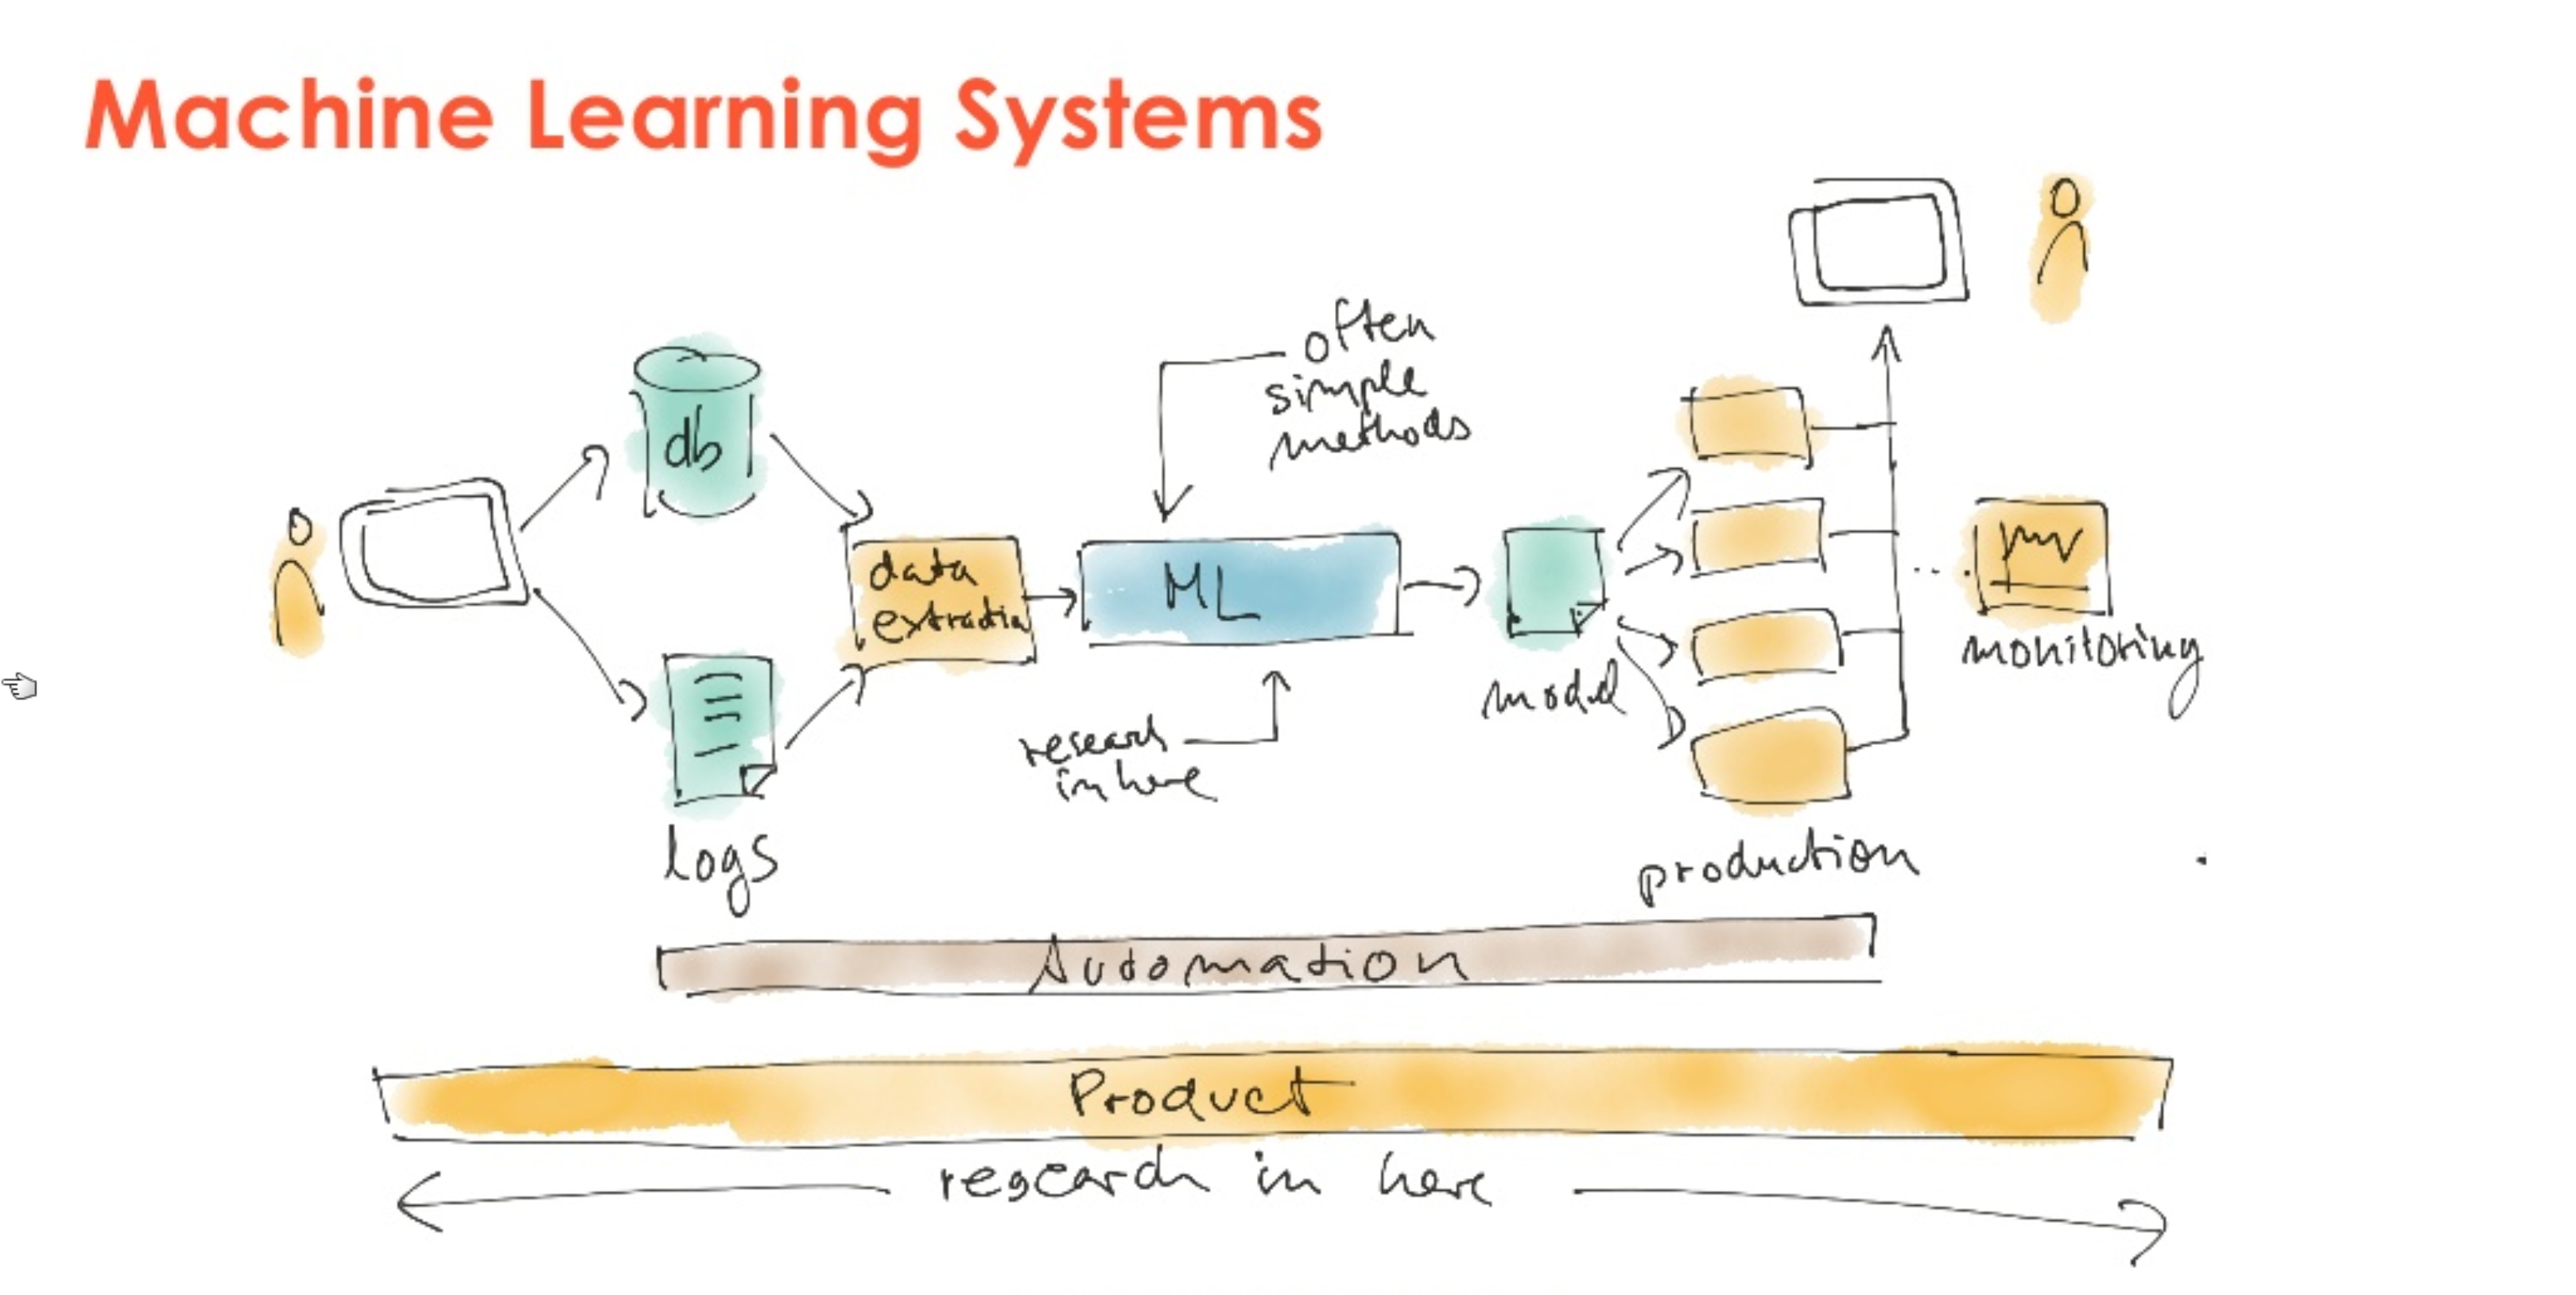 Machine Learning Systems
often
simple
methods
db
data
extraction
ML
model
monitoring
research
in here
logs
production
Automation
Product
research in here